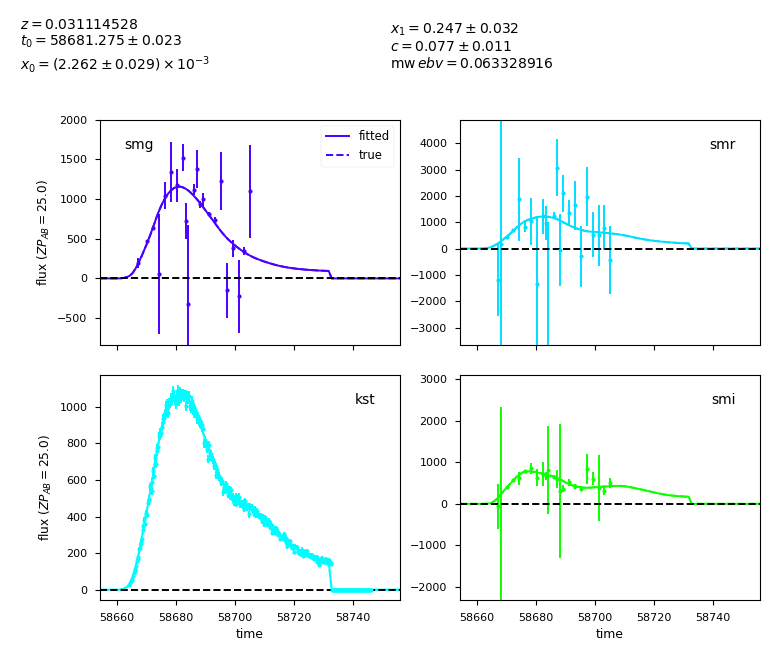 z = 0.031114528
t₀ = 58681.275 ± 0.023
x₀ = (2.262 ± 0.029) × 10⁻³
x₁ = 0.247 ± 0.032
c = 0.077 ± 0.011
mw ebv = 0.063328916
smg
fitted
true
2000
1500
1000
500
0
−500
flux (ZP_AB = 25.0)
smr
4000
3000
2000
1000
0
−1000
−2000
−3000
kst
1000
800
600
400
200
0
flux (ZP_AB = 25.0)
58660 58680 58700 58720 58740
time
smi
3000
2000
1000
0
−1000
−2000
58660 58680 58700 58720 58740
time